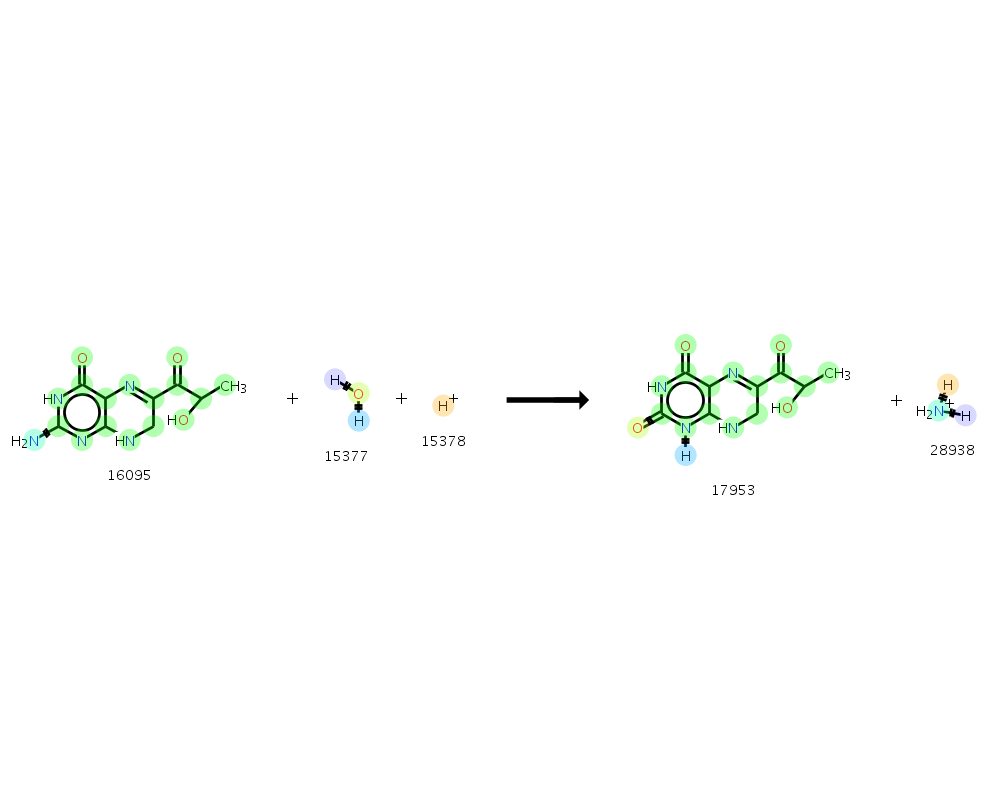 O O
N CH3
HN HO
H2N N HN
16095
+
H O H
15377
+
H+
15378
O O
N CH3
HN HO
O N HN
H
17953
+
H
H2N+ H
28938